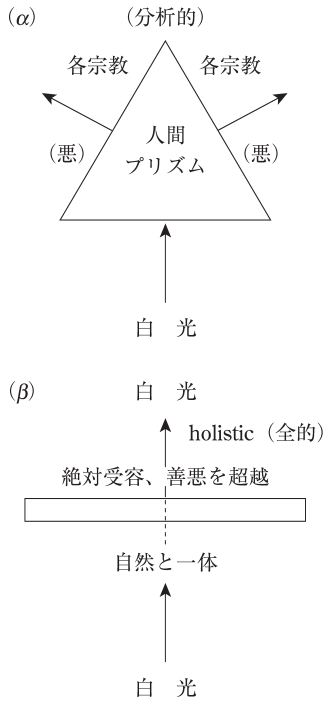 (α)
(分析的)
各宗教 各宗教
(悪) 人間 (悪)
プリズム
白 光
(β)
白 光
holistic (全的)
絶対受容、善悪を超越
自然と一体
白 光